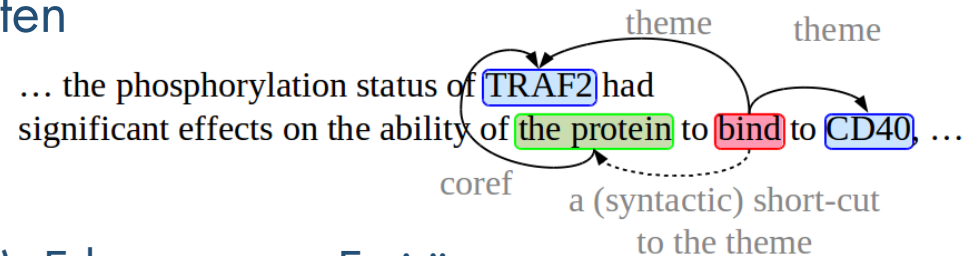 ten
theme theme
… the phosphorylation status of TRAF2 had
significant effects on the ability of the protein to bind to CD40, …
coref
a (syntactic) short-cut
to the theme